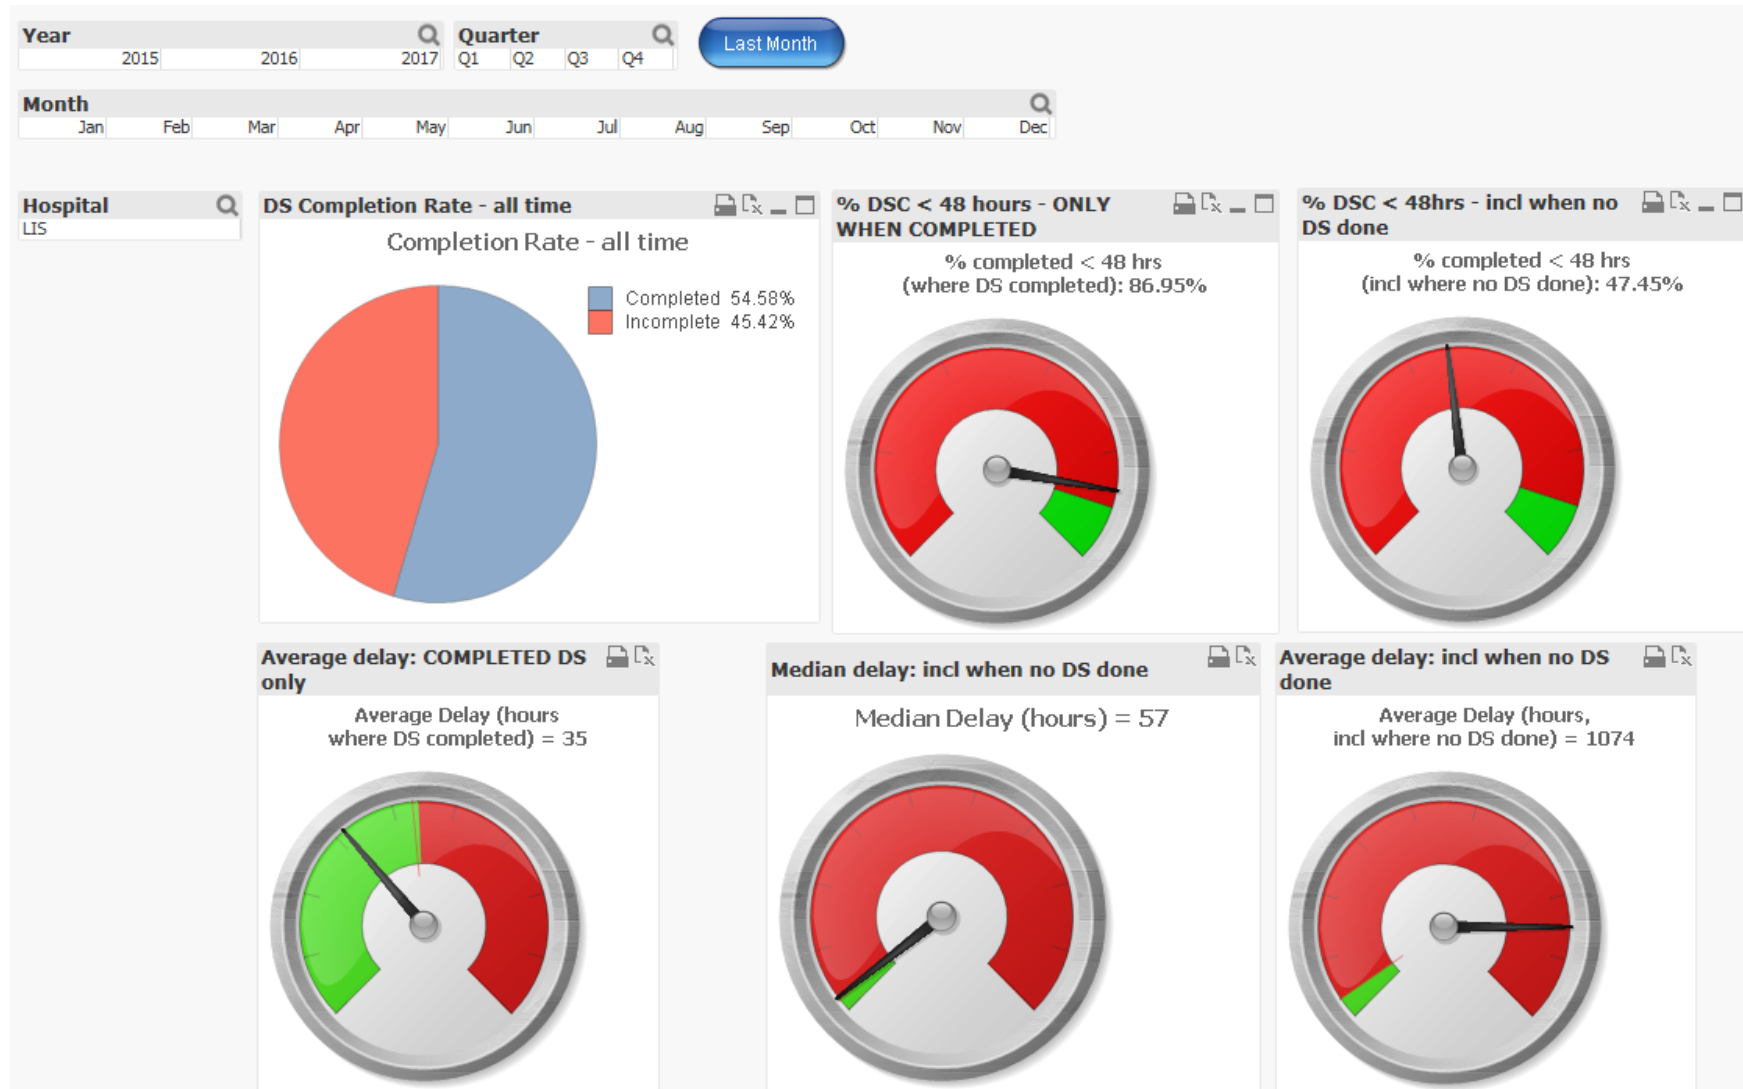 Year
2015 2016 2017
Quarter
Q1 Q2 Q3 Q4
Last Month
Month
Jan Feb Mar Apr May Jun Jul Aug Sep Oct Nov Dec
Hospital
LIS
DS Completion Rate - all time
Completion Rate - all time
Completed 54.58%
Incomplete 45.42%
% DSC < 48 hours - ONLY
WHEN COMPLETED
% completed < 48 hrs
(where DS completed): 86.95%
% DSC < 48hrs - incl when no
DS done
% completed < 48 hrs
(incl where no DS done): 47.45%
Average delay: COMPLETED DS
only
Average Delay (hours
where DS completed) = 35
Median delay: incl when no DS done
Median Delay (hours) = 57
Average delay: incl when no DS
done
Average Delay (hours,
incl where no DS done) = 1074